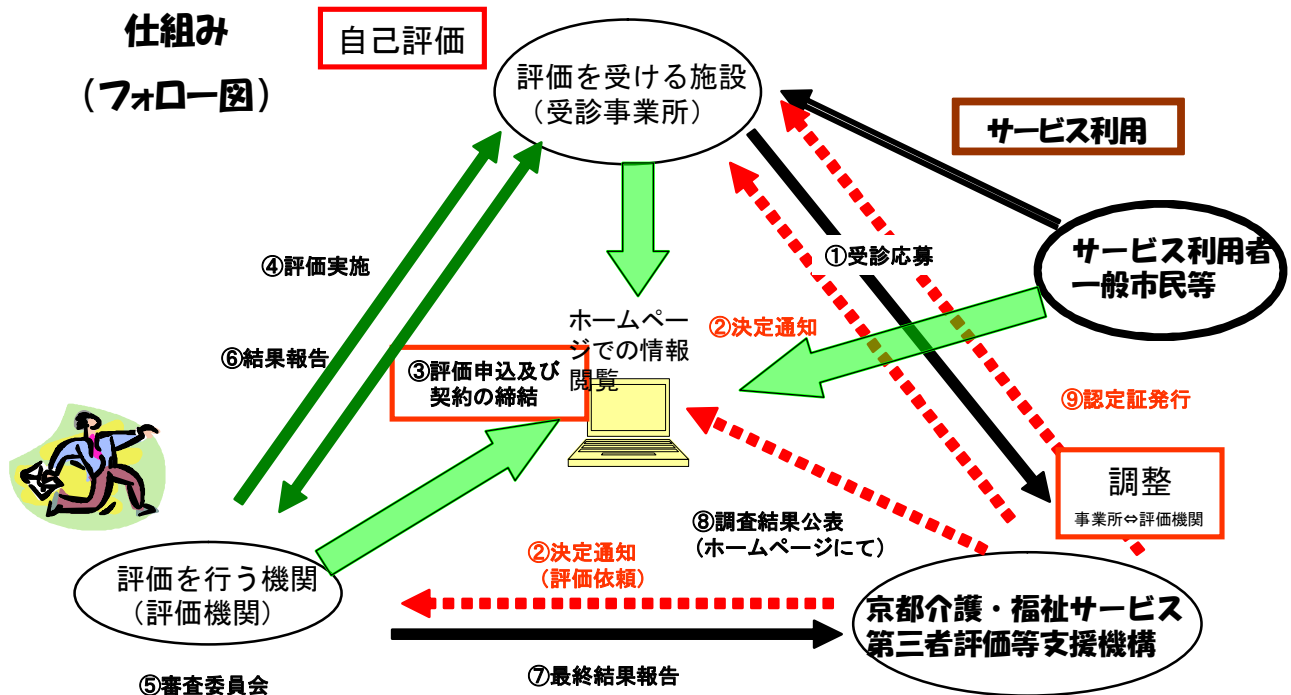 仕組み
（フォロー図）
自己評価
評価を受ける施設
（受診事業所）
サービス利用
サービス利用者
一般市民等
①受診応募
④評価実施
②決定通知
ホームペー
ジでの情報
閲覧
⑥結果報告
③評価申込及び
契約の締結
⑨認定証発行
調整
事業所⇔評価機関
⑧調査結果公表
（ホームページにて）
②決定通知
（評価依頼）
評価を行う機関
（評価機関）
京都介護・福祉サービス
第三者評価等支援機構
⑦最終結果報告
⑤審査委員会